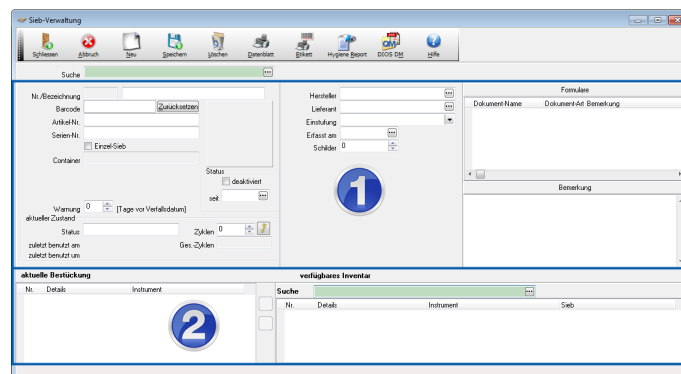 Sieb-Verwaltung
Schliessen Abbruch Neu Speichern Löschen Datenblatt Etikett Hygiene Report DIOS DM Hilfe
Suche
Nr./Bezeichnung
Barcode Zurücksetzen
Artikel-Nr.
Serien-Nr.
Einzel-Sieb
Container
Status
deaktiviert
seit
Warnung 0 [Tage vor Verfallsdatum]
aktueller Zustand
Status Zyklen 0
zuletzt benutzt am Ges.-Zyklen
zuletzt benutzt um
Hersteller
Lieferant
Einstufung
Erfasst am
Schilder 0
1
Formulare
Dokument-Name Dokument-Art Bemerkung
Bemerkung
aktuelle Bestückung verfügbares Inventar
Nr. Details Instrument
2
Suche
Nr. Details Instrument Sieb